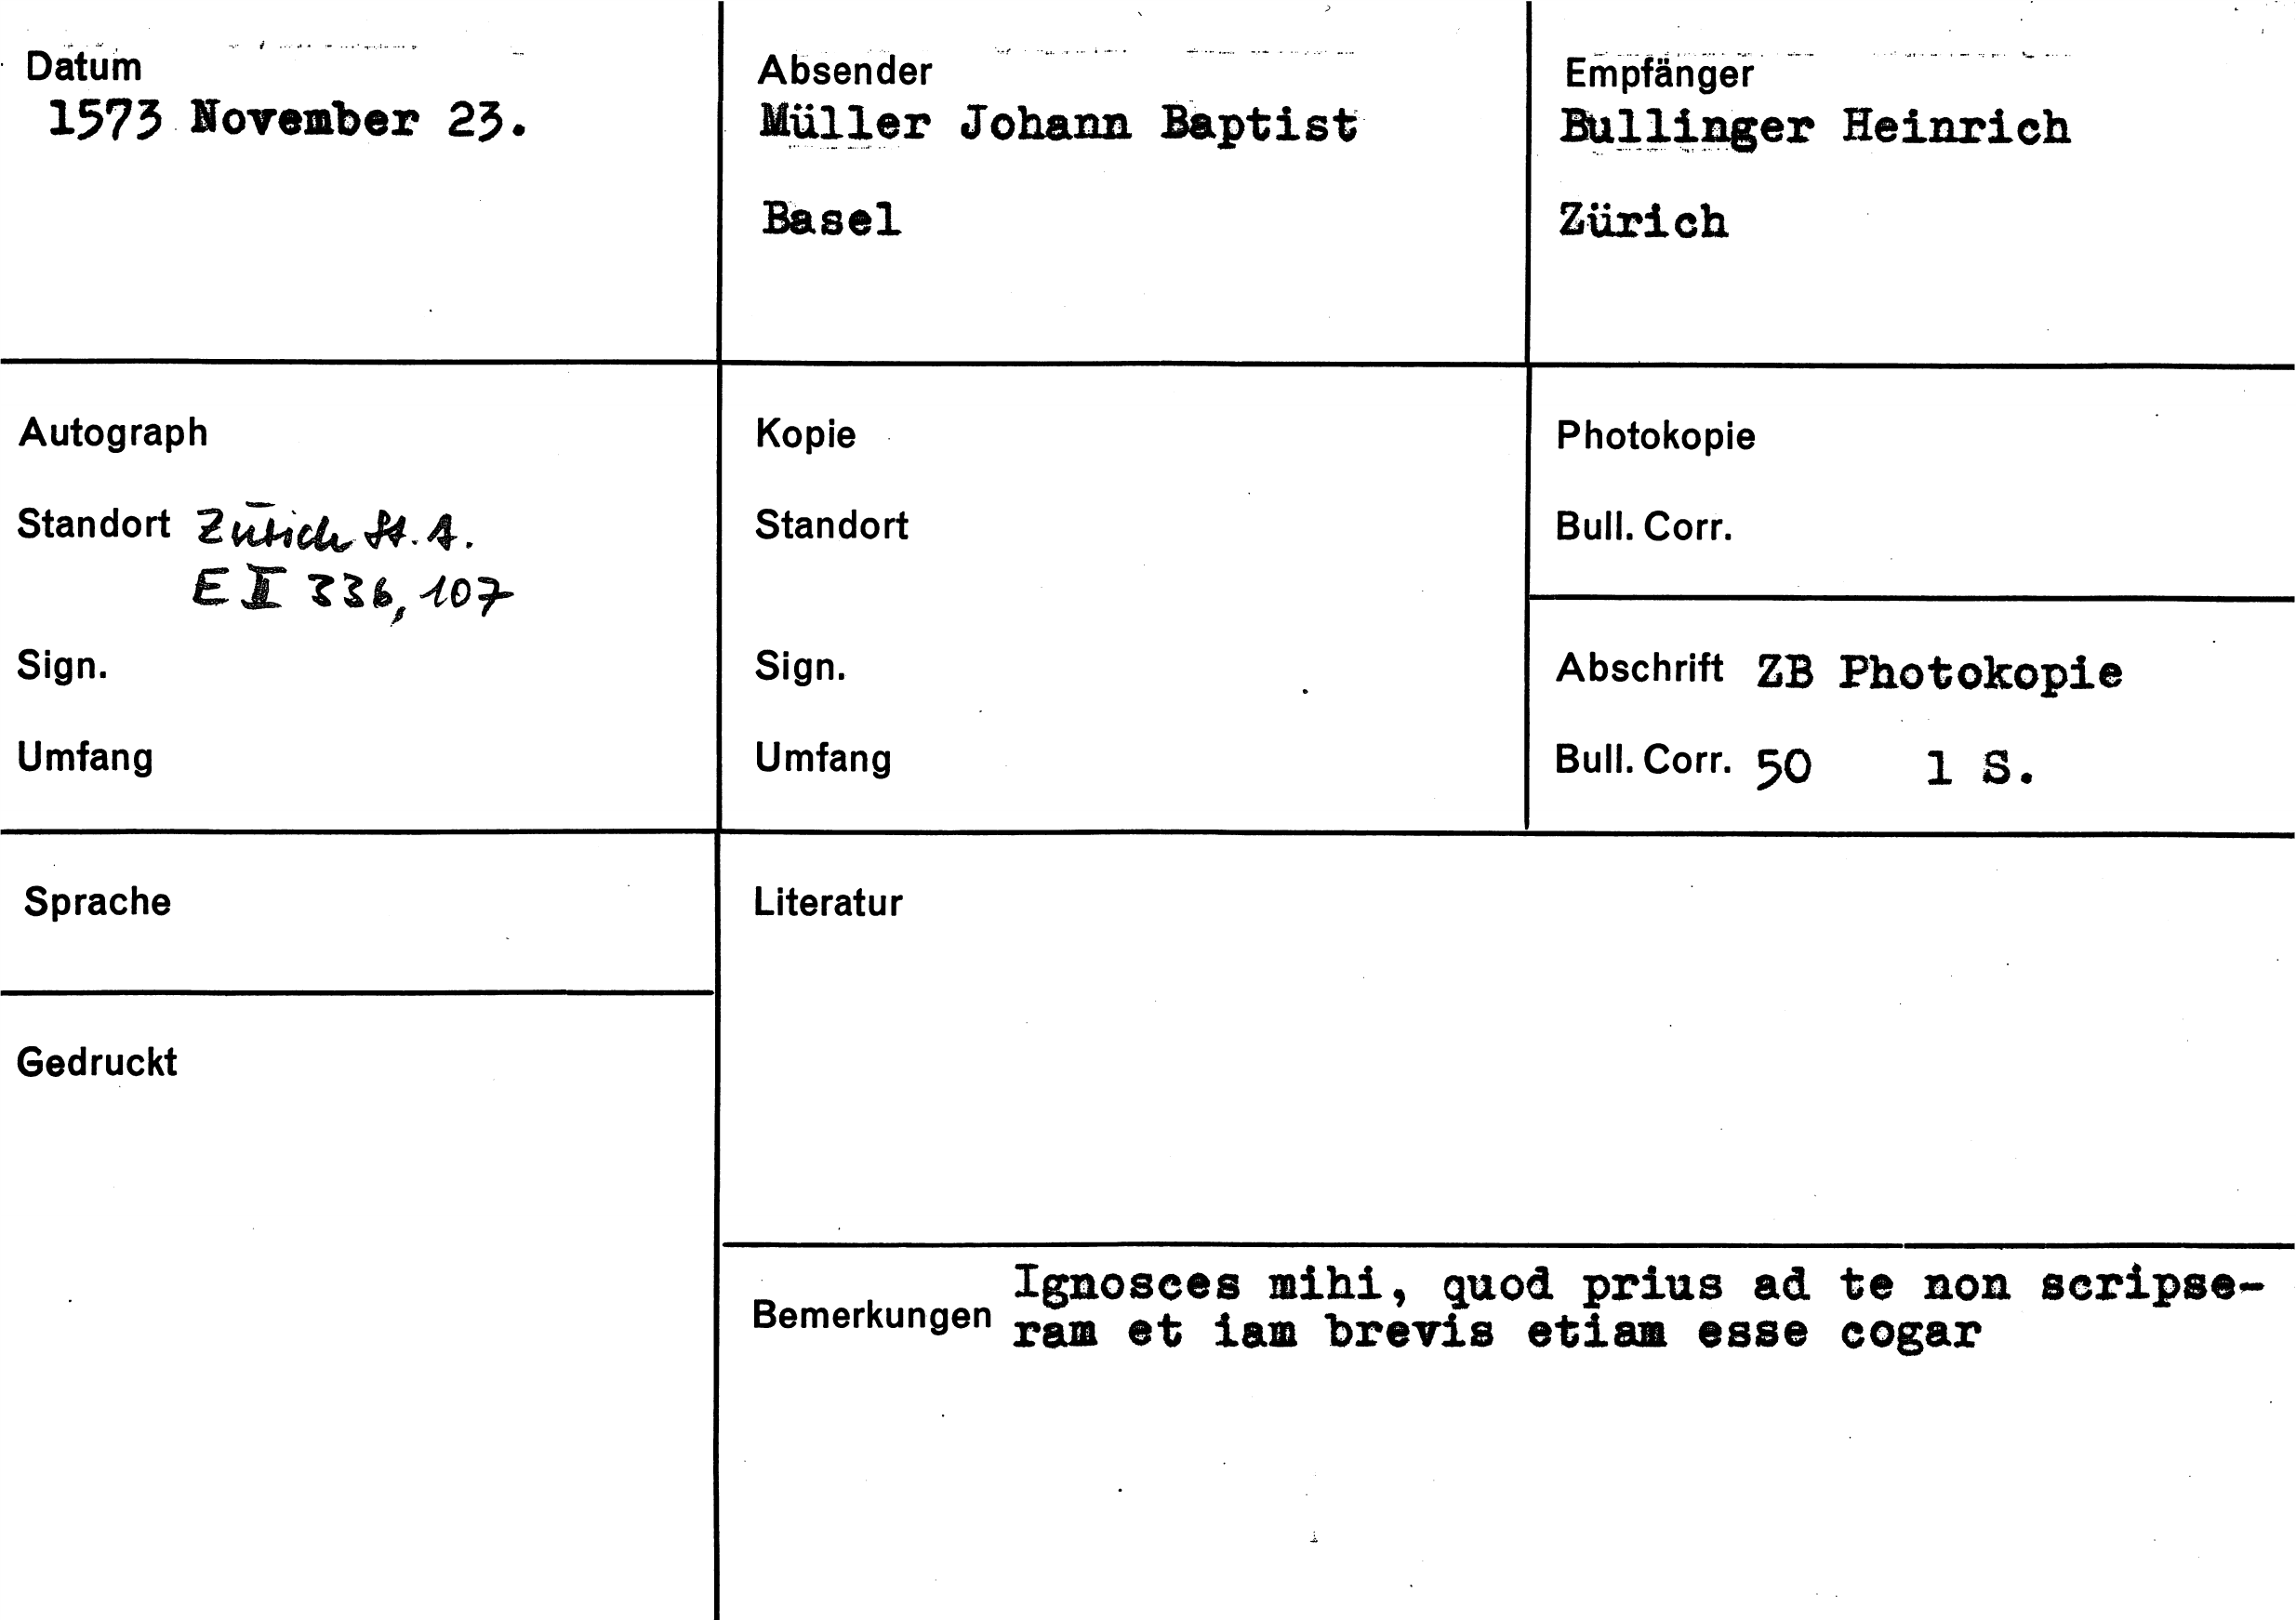 Datum
1573 November 23.
Absender
Müller Johann Baptist
Basel
Empfänger
Bullinger Heinrich
Zürich
Autograph
Standort Zürich St. A.
E II 336, 107
Sign.
Umfang
Kopie
Standort
Sign.
Umfang
Photokopie
Bull. Corr.
Abschrift ZB Photokopie
Bull. Corr. 50 1 S.
Sprache
Gedruckt
Literatur
Bemerkungen Ignosces mihi, quod prius ad te non scripse-
ram et iam brevis etiam esse cogar